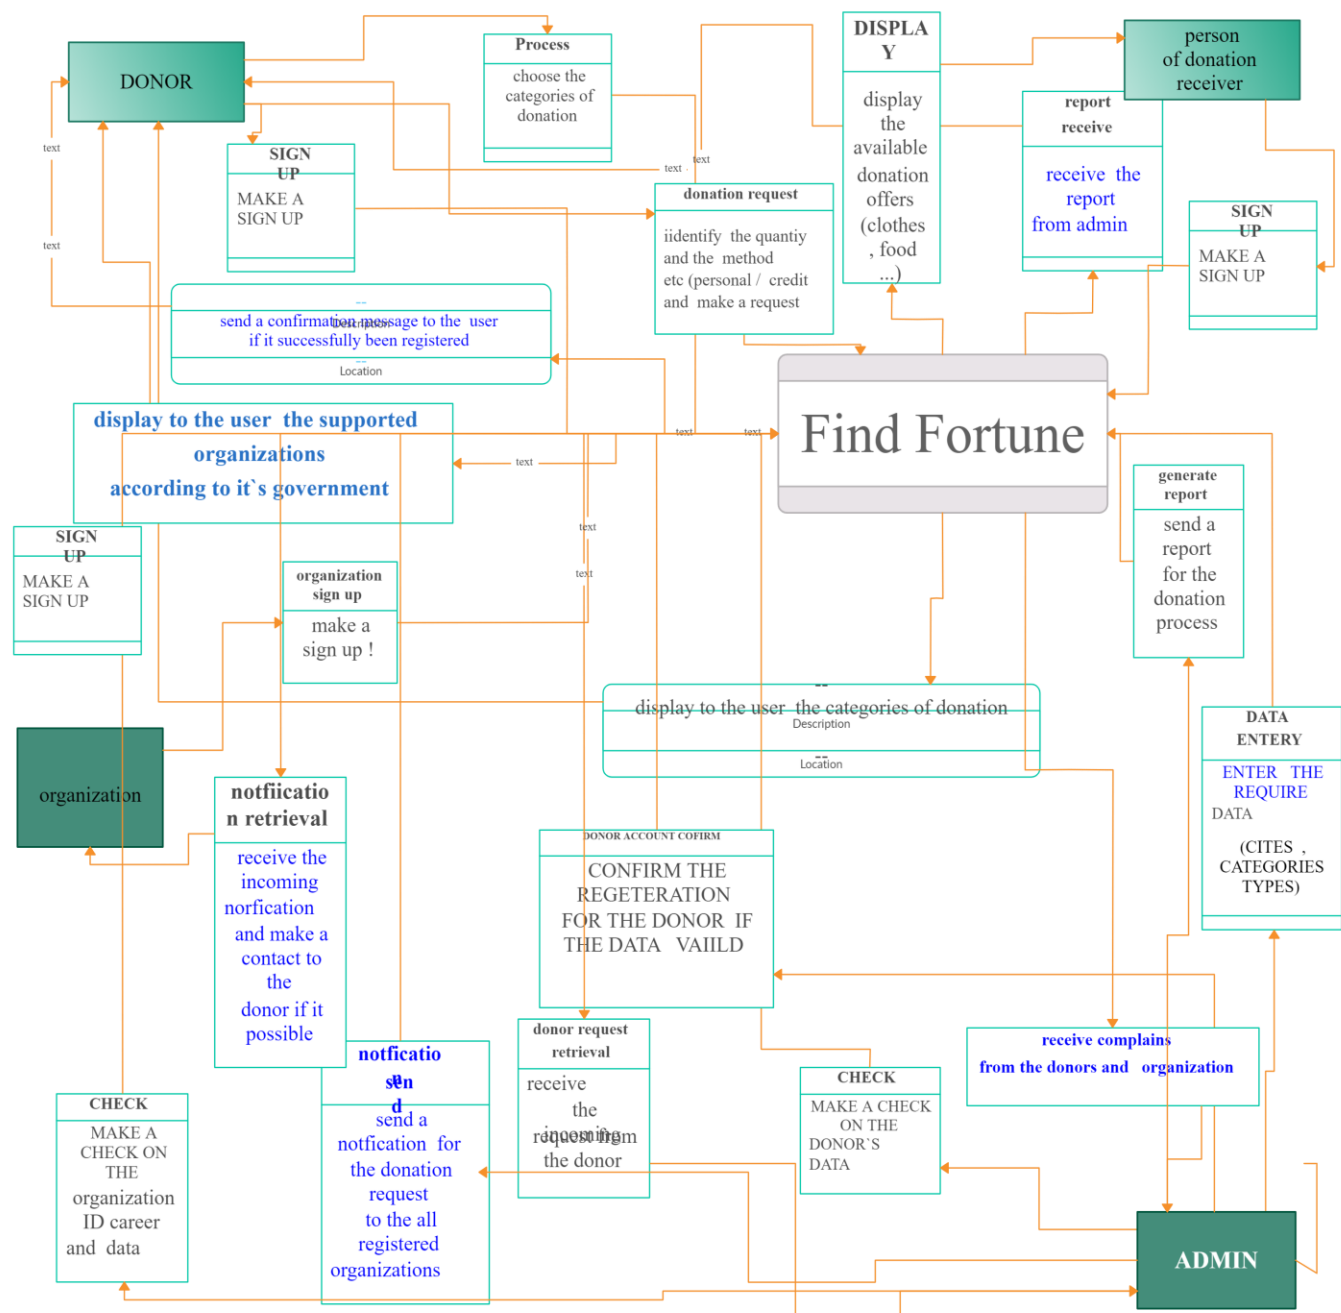 DONOR
text
Process
choose the
categories of
donation
DISPLA
Y
display
the
available
donation
offers
(clothes
, food
...)
person
of donation
receiver
report
receive
receive the
report
from admin
SIGN
UP
MAKE A
SIGN UP
text
text
donation request
iidentify the quantiy
and the method
etc (personal / credit
and make a request
SIGN
UP
MAKE A
SIGN UP
text
--
send a confirmation message to the user
Description
if it successfully been registered
--
Location
Find Fortune
display to the user the supported
organizations
according to it`s government
text
text
text
generate
report
send a
report
for the
donation
process
SIGN
UP
MAKE A
SIGN UP
text
text
organization
sign up
make a
sign up !
--
display to the user the categories of donation
Description
--
Location
DATA
ENTERY
ENTER THE
REQUIRE
DATA
(CITES ,
CATEGORIES
TYPES)
organization
notfiicatio
n retrieval
receive the
incoming
norfication
and make a
contact to
the
donor if it
possible
DONOR ACCOUNT COFIRM
CONFIRM THE
REGETERATION
FOR THE DONOR IF
THE DATA VAIILD
donor request
retrieval
receive
the
incoming
request from
the donor
receive complains
from the donors and organization
notficatio
n
sen
d
send a
notfication for
the donation
request
to the all
registered
organizations
CHECK
MAKE A CHECK
ON THE
DONOR`S
DATA
CHECK
MAKE A
CHECK ON
THE
organization
ID career
and data
ADMIN